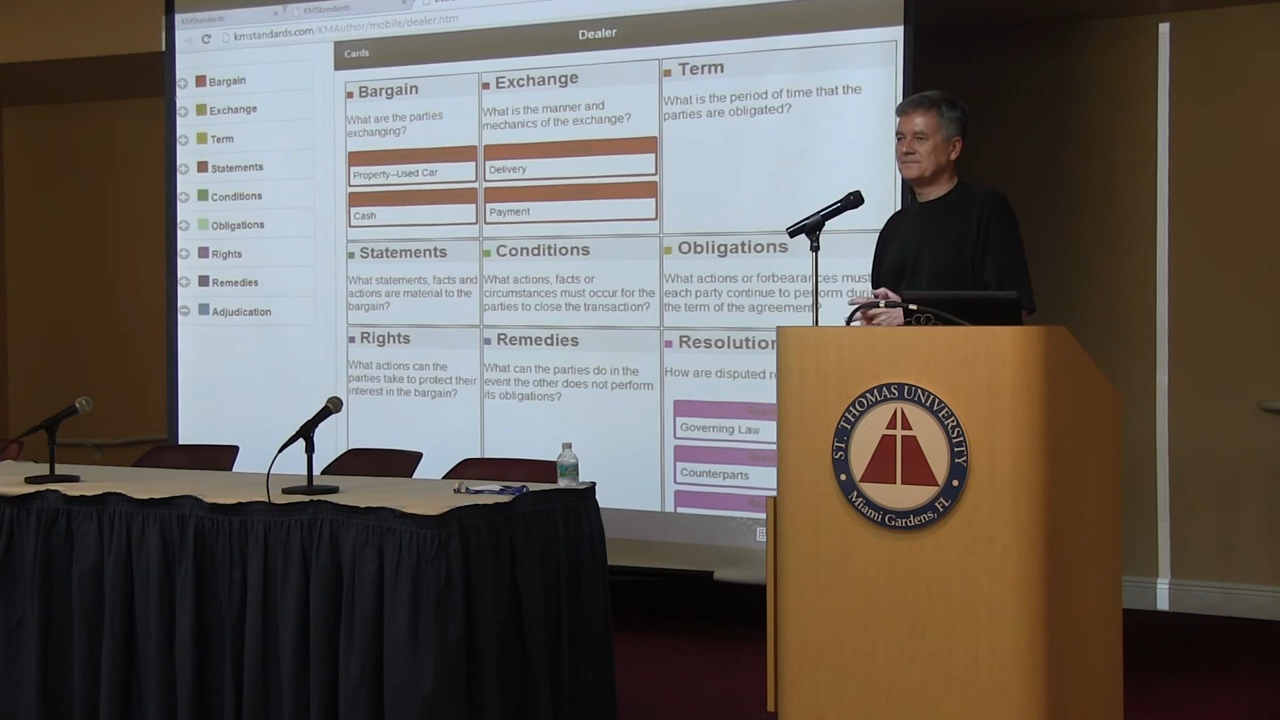 KMStandards
KMStandards
kmstandards.com/KMAuthor/mobile/dealer.htm
Dealer
Cards
Bargain
Exchange
Term
Statements
Conditions
Obligations
Rights
Remedies
Adjudication
Bargain
What are the parties
exchanging?
Property--Used Car
Cash
Exchange
What is the manner and
mechanics of the exchange?
Delivery
Payment
Term
What is the period of time that the
parties are obligated?
Statements
What statements, facts and
actions are material to the
bargain?
Conditions
What actions, facts or
circumstances must occur for the
parties to close the transaction?
Obligations
What actions or forbearances must
each party continue to perform duri
the term of the agreement?
Rights
What actions can the
parties take to protect their
interest in the bargain?
Remedies
What can the parties do in the
event the other does not perform
its obligations?
Resolution
How are disputed r
Governing Law
Counterparts
ST. THOMAS UNIVERSITY
Miami Gardens, FL